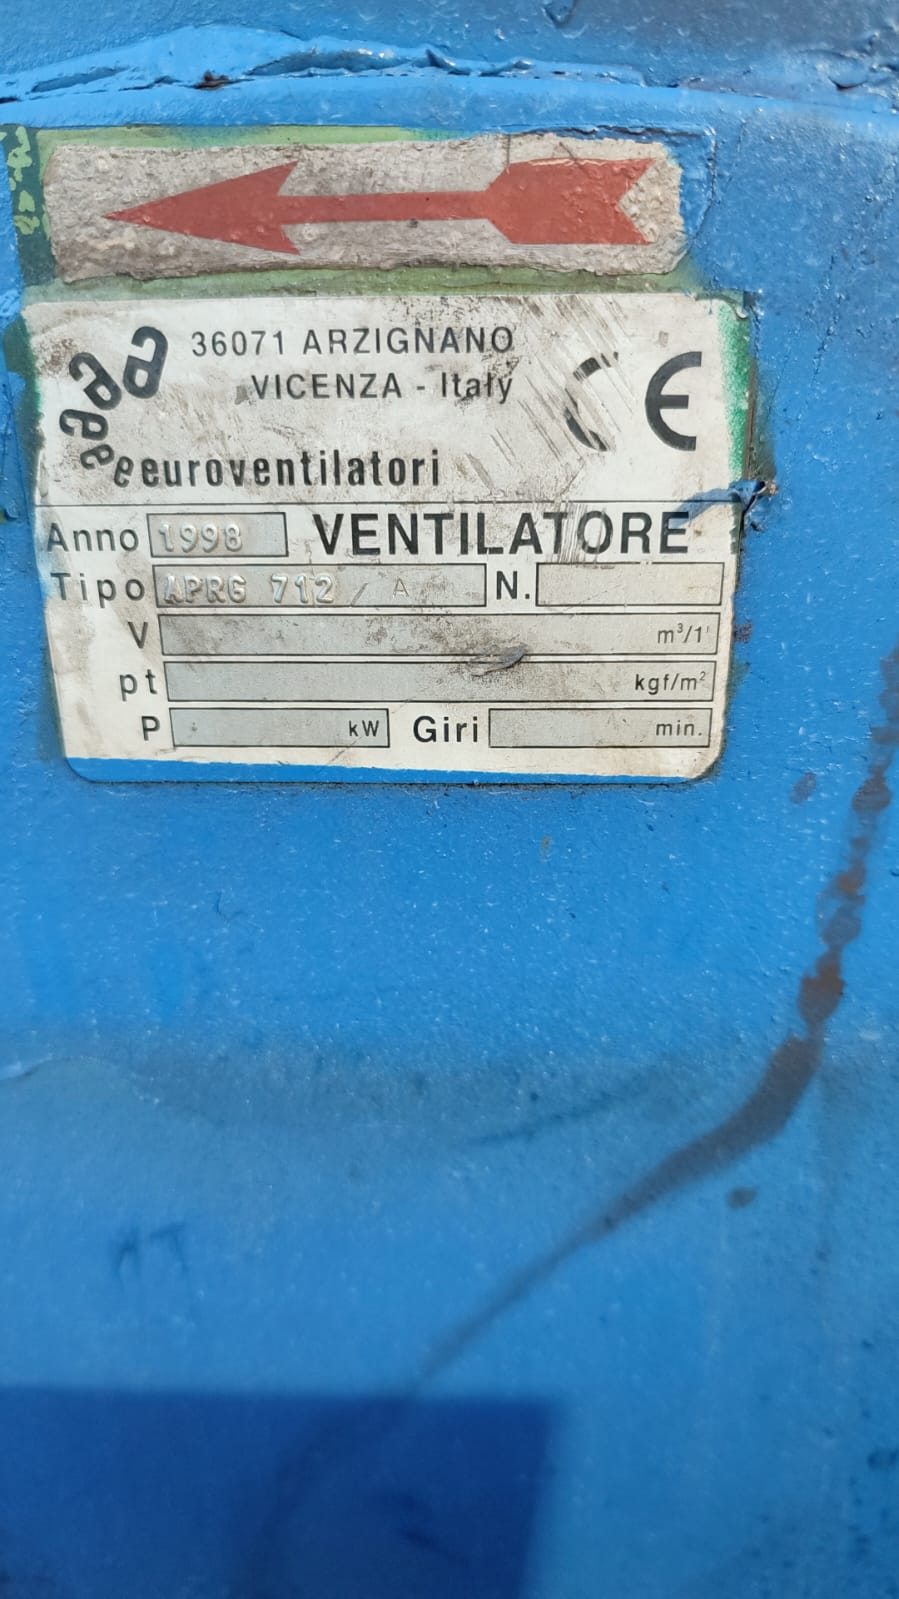 36071 ARZIGNANO
VICENZA - Italy
CE
euroventilatori
Anno 1998 VENTILATORE
Tipo APRG 712 / A N.
V m³/1'
pt kgf/m²
P kW Giri min.